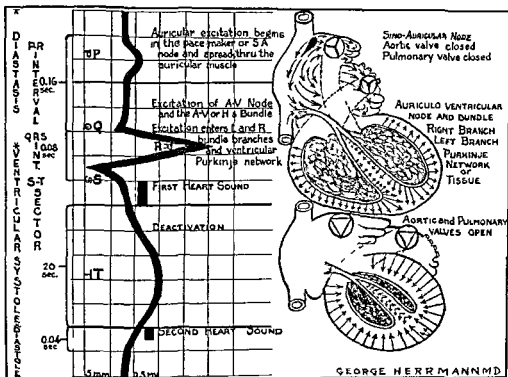 *
DIASTASIS
*VENTRICULAR SYSTOLE
DIASTOLE
PR INTERVAL
0.16
sec.
QRS
INT.
0.08
sec
S-T
SECTOR
20
sec.
0.04
sec
P
Q
R
S
T
5mm
Auricular excitation begins
in the pace maker or S A
node and spread, thru the
auricular muscle
Excitation of A-V Node
and the A-V or H s Bundle
Excitation enters L and R
bundle branches
and ventricular
Purkinje network
FIRST HEART SOUND
DEACTIVATION
SECOND HEART SOUND
SINO-AURICULAR NODE
Aortic valve closed
Pulmonary valve closed
AURICULO VENTRICULAR
NODE AND BUNDLE
RIGHT BRANCH
LEFT BRANCH
PURKINJE
NETWORK
OR
TISSUE
AORTIC and PULMONARY
VALVES OPEN
GEORGE HERRMANN MD